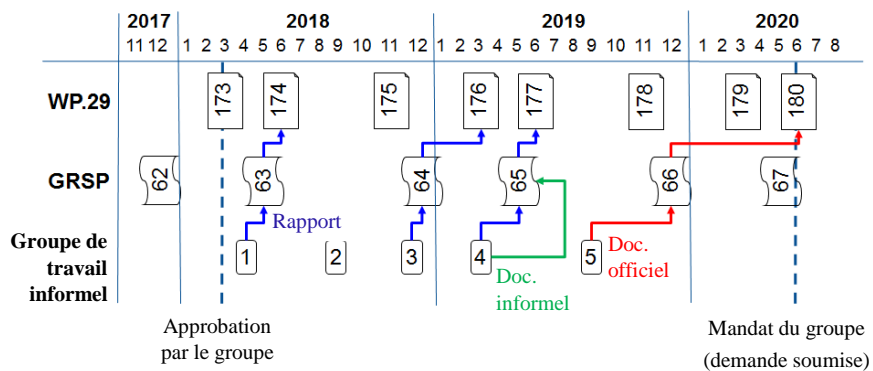 2017 2018 2019 2020
11 12 1 2 3 4 5 6 7 8 9 10 11 12 1 2 3 4 5 6 7 8 9 10 11 12 1 2 3 4 5 6 7 8
WP.29 173 174 175 176 177 178 179 180
GRSP 62 63 64 65 66 67
Rapport
Groupe de
travail
informel
1 2 3 4 5
Doc.
informel
Doc.
officiel
Approbation
par le groupe
Mandat du groupe
(demande soumise)